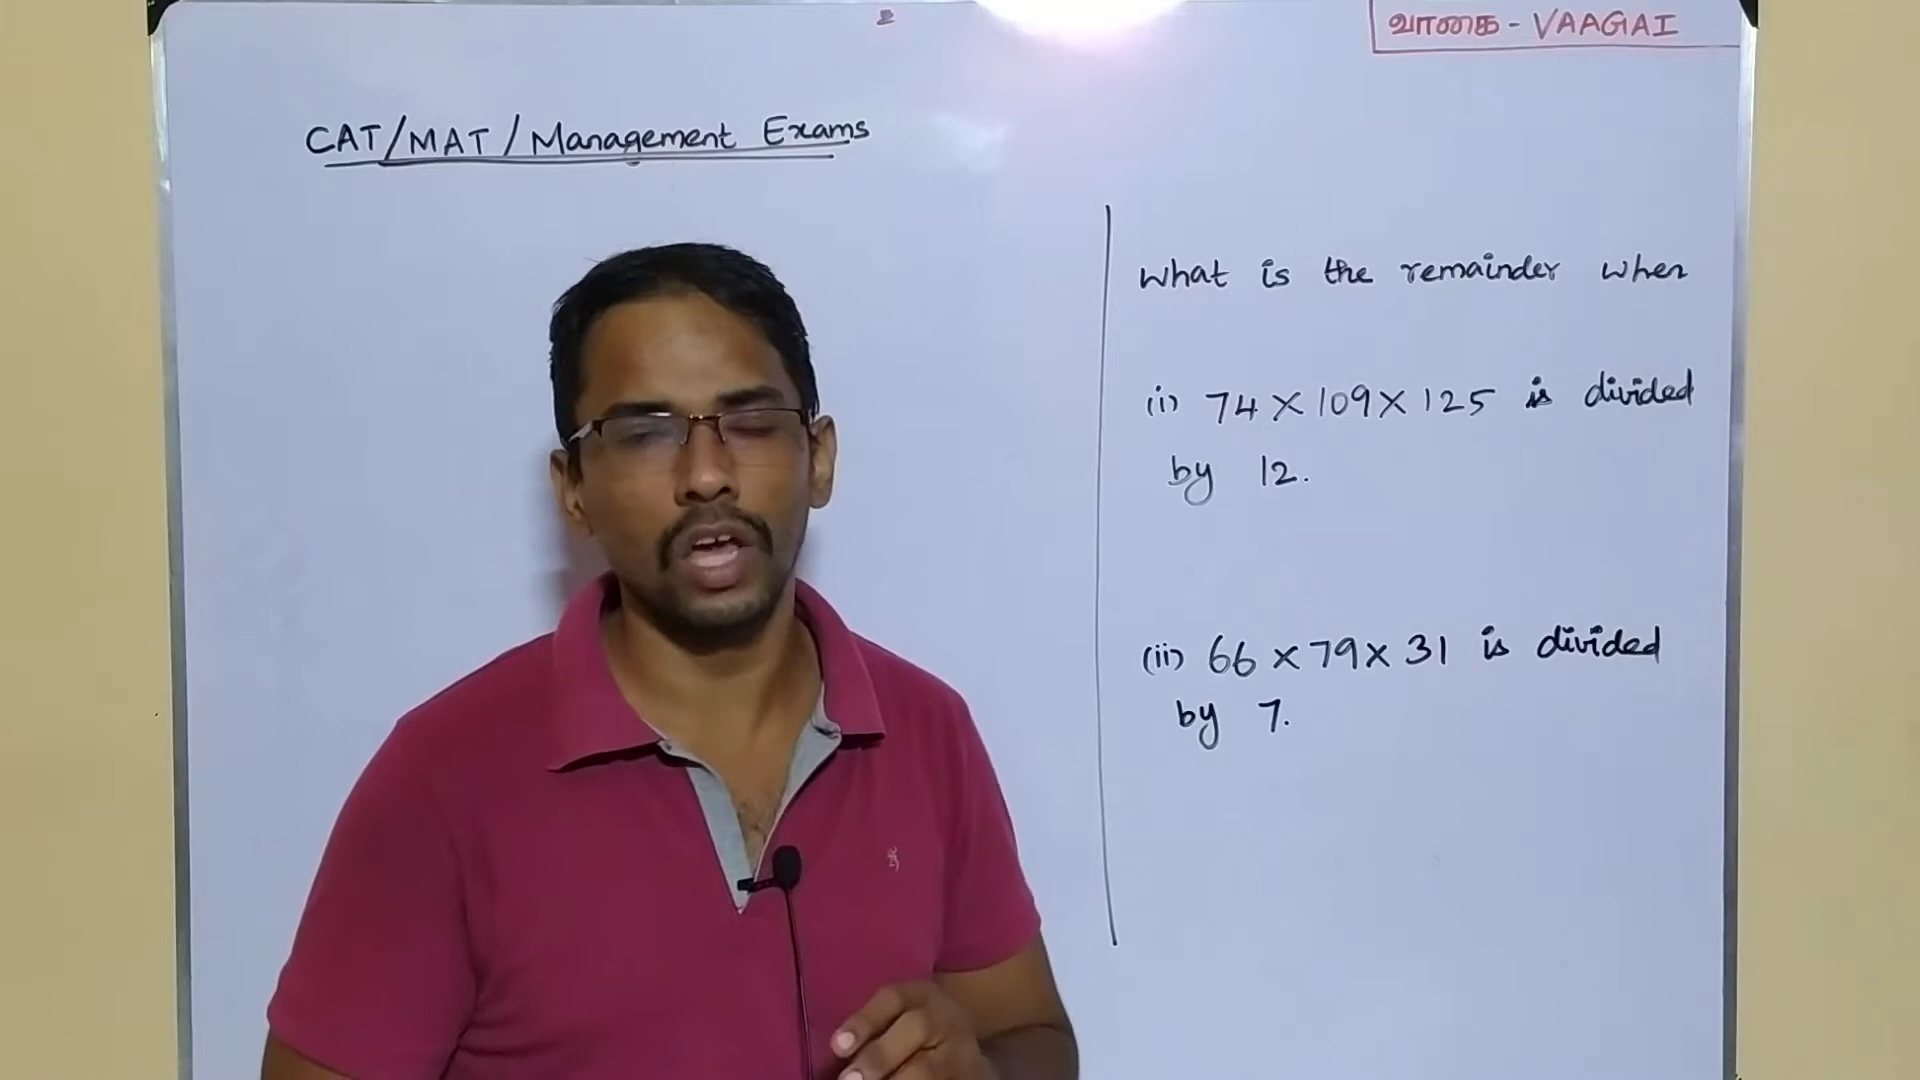 வாகை - VAAGAI
CAT/MAT/Management Exams
What is the remainder when
(i) 74 × 109 × 125 is divided
by 12.
(ii) 66 × 79 × 31 is divided
by 7.